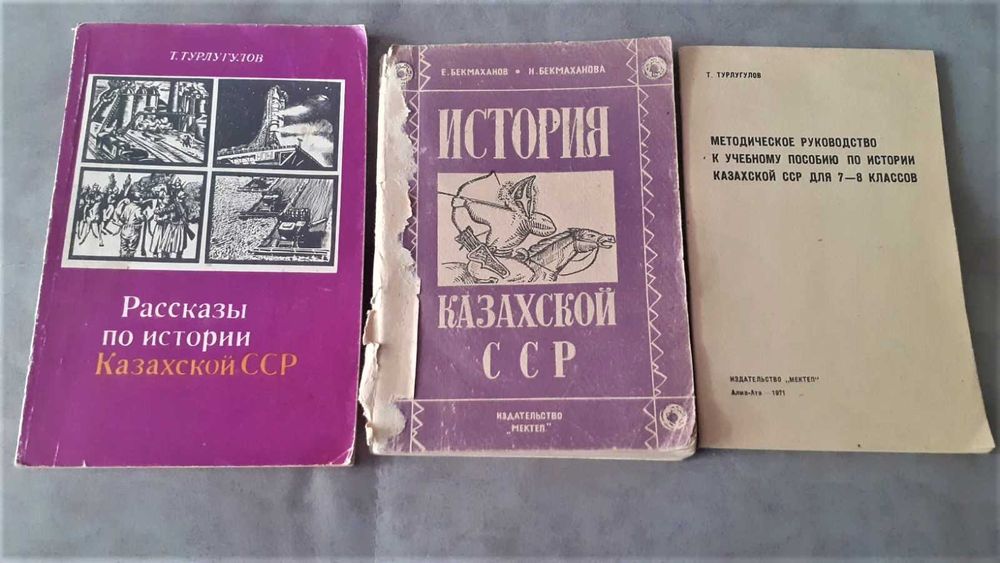 Т. ТУРЛУГУЛОВ
Рассказы
по истории
Казахской ССР
Е. БЕКМАХАНОВ • Н. БЕКМАХАНОВА
ИСТОРИЯ
КАЗАХСКОЙ
ССР
ИЗДАТЕЛЬСТВО
„МЕКТЕП"
Т. ТУРЛУГУЛОВ
МЕТОДИЧЕСКОЕ РУКОВОДСТВО
К УЧЕБНОМУ ПОСОБИЮ ПО ИСТОРИИ
КАЗАХСКОЙ ССР ДЛЯ 7—8 КЛАССОВ
ИЗДАТЕЛЬСТВО „МЕКТЕП"
Алма-Ата 1971